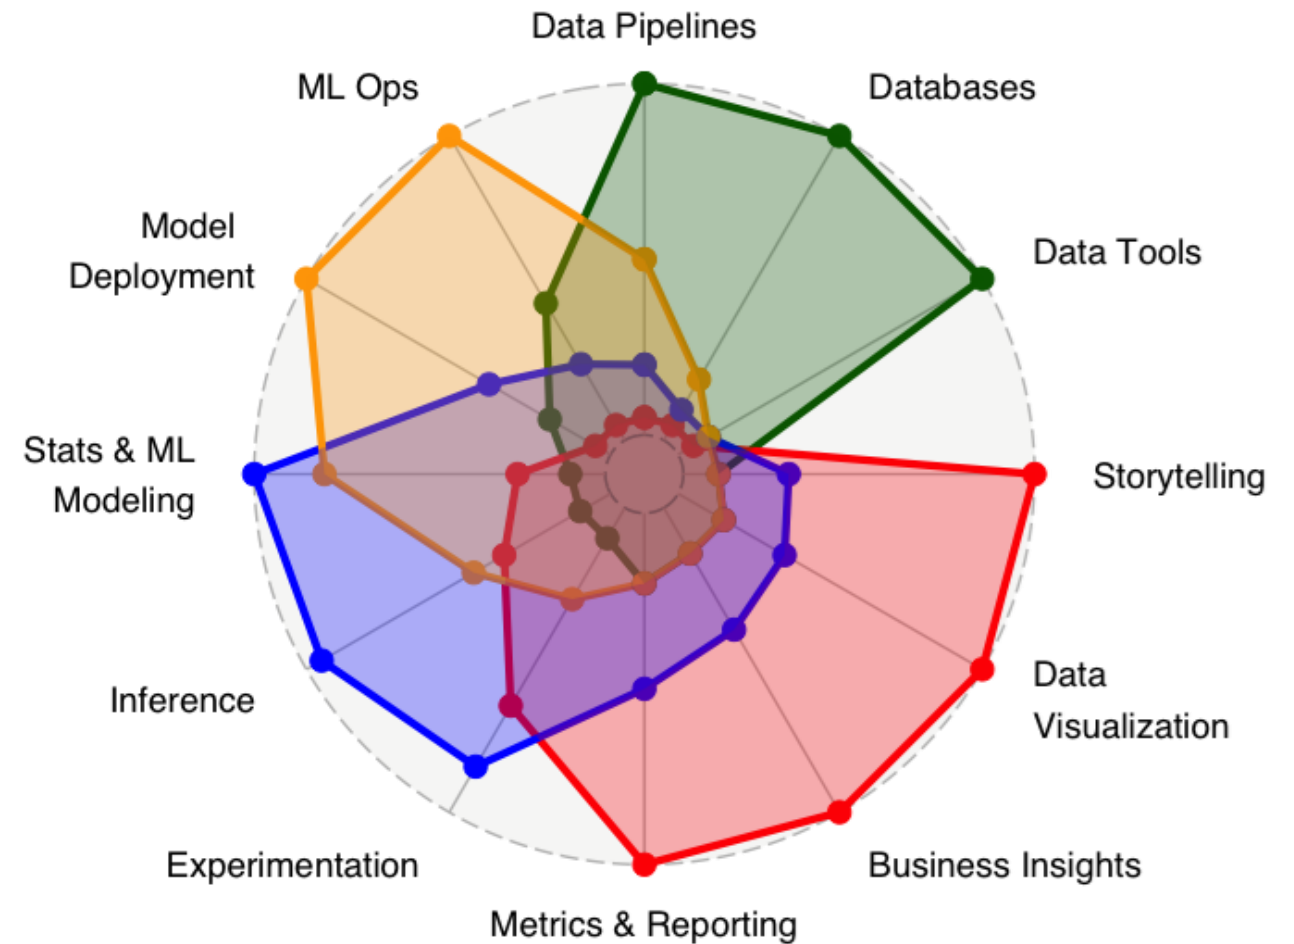 Data Pipelines
ML Ops
Databases
Model
Deployment
Data Tools
Stats & ML
Modeling
Storytelling
Inference
Data
Visualization
Experimentation
Business Insights
Metrics & Reporting